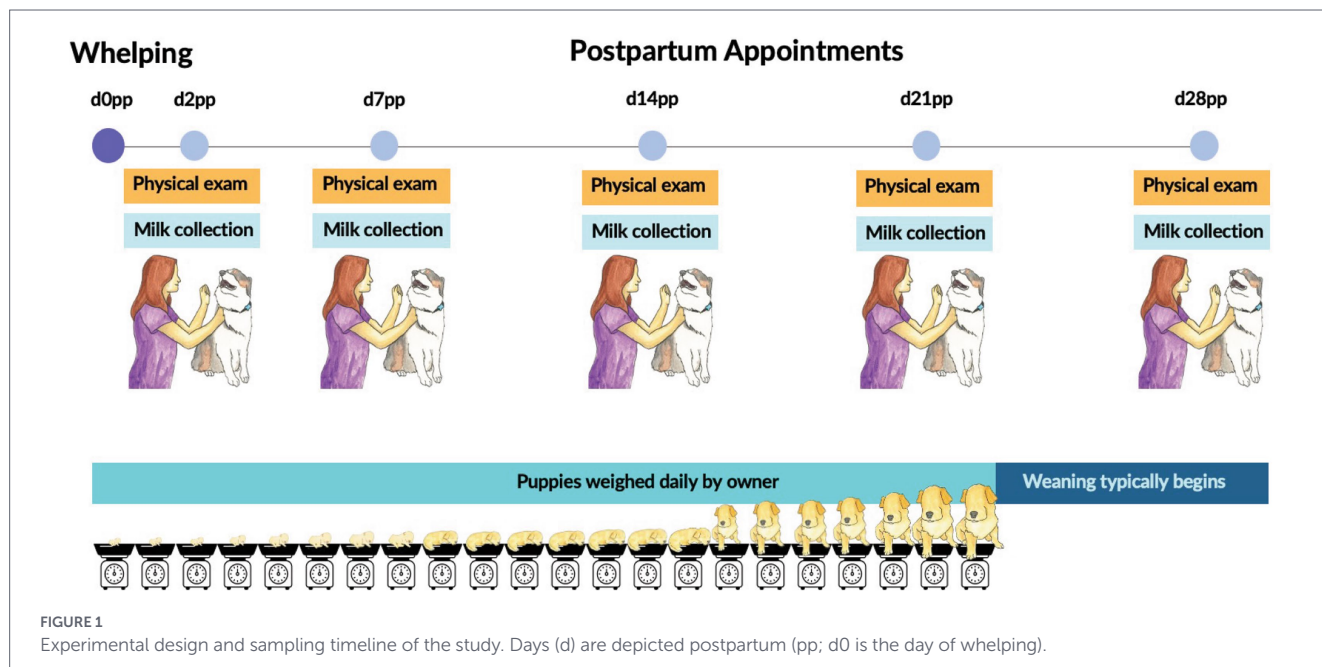 Whelping
Postpartum Appointments
d0pp d2pp d7pp d14pp d21pp d28pp
Physical exam Physical exam Physical exam Physical exam Physical exam
Milk collection Milk collection Milk collection Milk collection Milk collection
Puppies weighed daily by owner
Weaning typically begins
FIGURE 1
Experimental design and sampling timeline of the study. Days (d) are depicted postpartum (pp; d0 is the day of whelping).